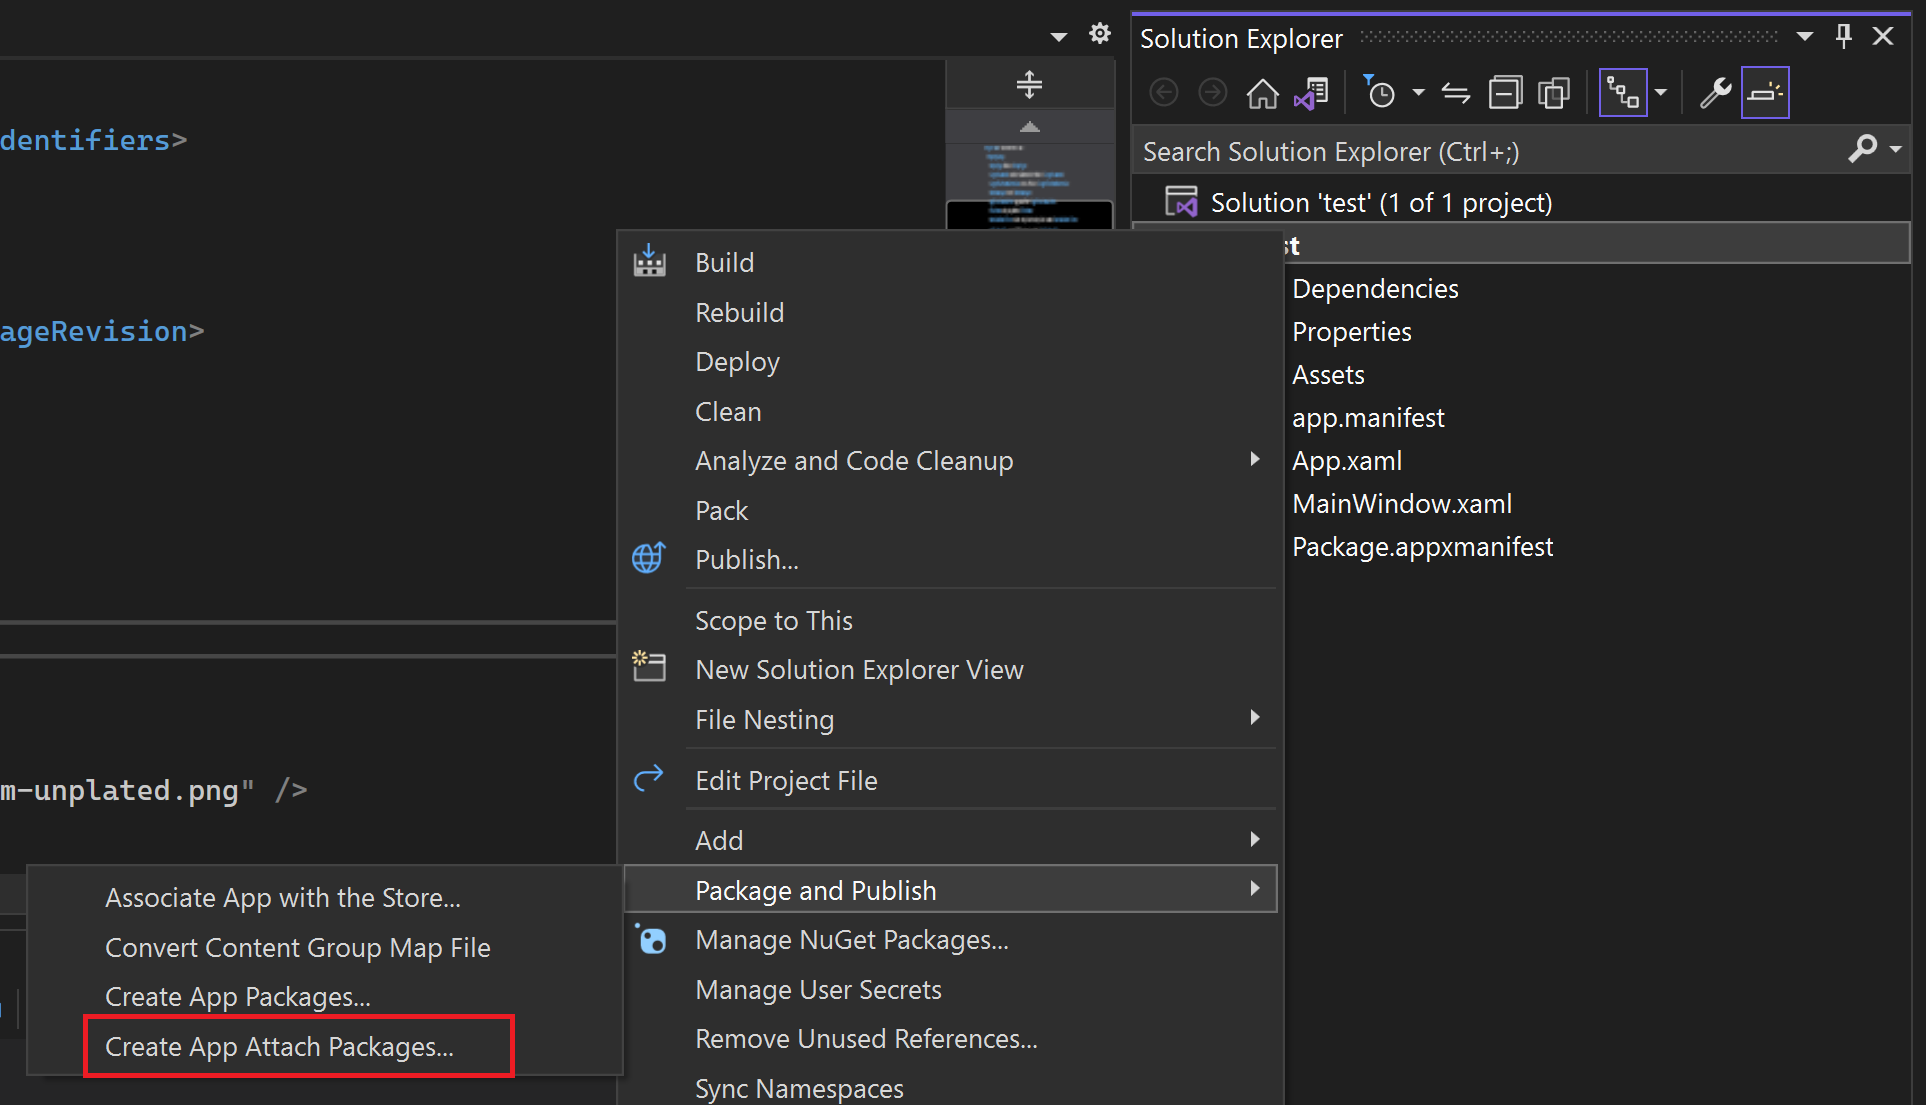 Solution Explorer
Search Solution Explorer (Ctrl+;)
Solution 'test' (1 of 1 project)
st
Dependencies
Properties
Assets
app.manifest
App.xaml
MainWindow.xaml
Package.appxmanifest
dentifiers>
ageRevision>
m-unplated.png" />
Build
Rebuild
Deploy
Clean
Analyze and Code Cleanup
Pack
Publish...
Scope to This
New Solution Explorer View
File Nesting
Edit Project File
Add
Package and Publish
Manage NuGet Packages...
Manage User Secrets
Remove Unused References...
Sync Namespaces
Associate App with the Store...
Convert Content Group Map File
Create App Packages...
Create App Attach Packages...